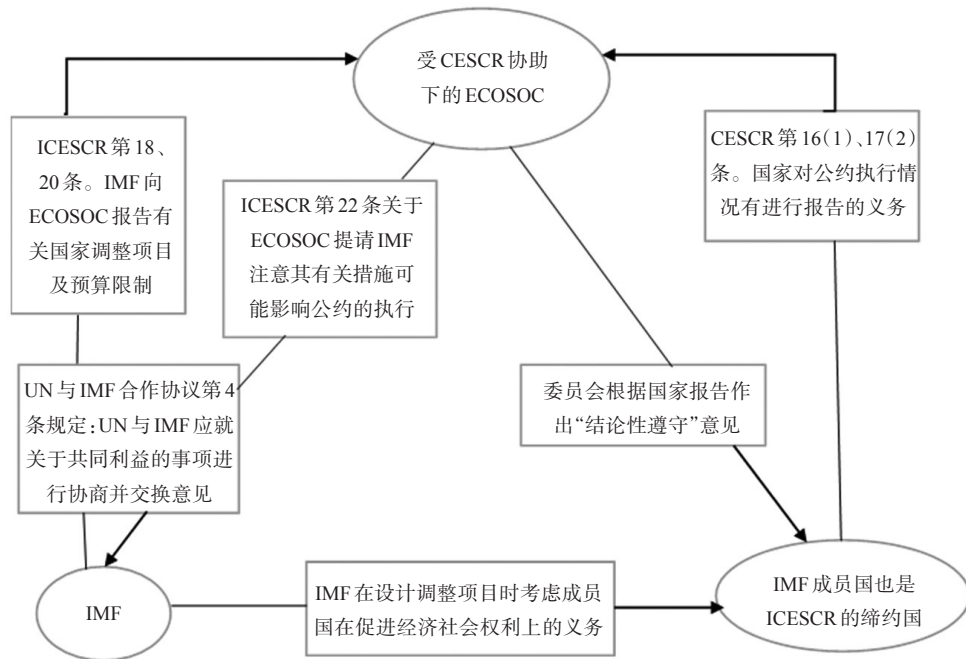 受CESCR协助
下的ECOSOC
ICESCR第18、
20条。IMF向
ECOSOC报告有
关国家调整项目
及预算限制
ICESCR第22条关于
ECOSOC提请IMF
注意其有关措施可
能影响公约的执行
CESCR第16(1)、17(2)
条。国家对公约执行情
况有进行报告的义务
UN与IMF合作协议第4
条规定:UN与IMF应就
关于共同利益的事项进
行协商并交换意见
委员会根据国家报告作
出“结论性遵守”意见
IMF
IMF在设计调整项目时考虑成员
国在促进经济社会权利上的义务
IMF成员国也是
ICESCR的缔约国